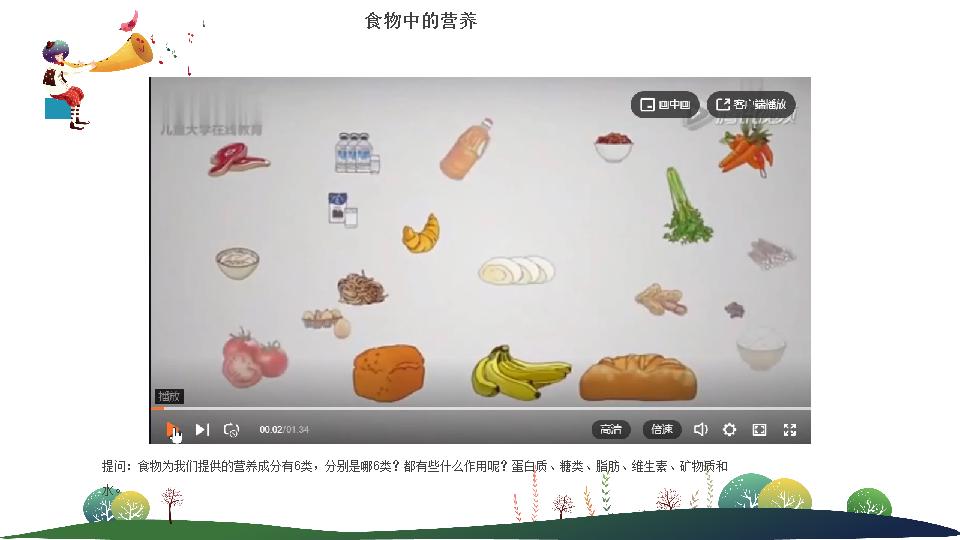 食物中的营养
画中画
客户端播放
儿童大学在线教育
腾讯视频
播放
00:02/01:34
高清
倍速
提问：食物为我们提供的营养成分有6类，分别是哪6类？都有些什么作用呢？蛋白质、糖类、脂肪、维生素、矿物质和
水。